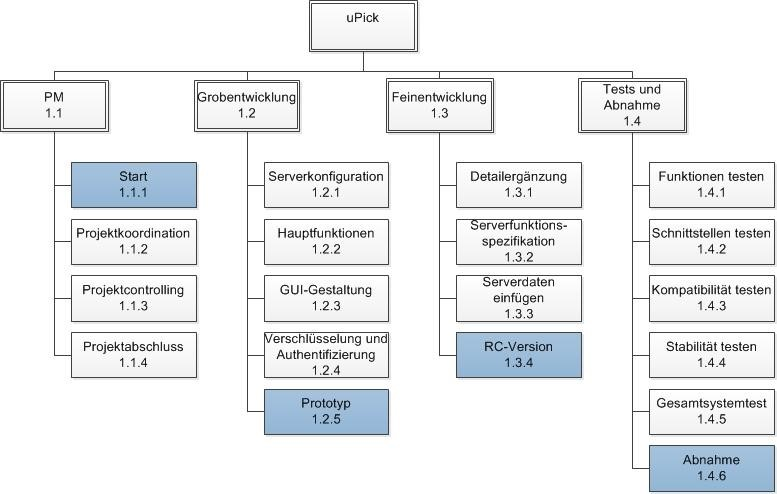 uPick
PM
1.1
Grobentwicklung
1.2
Feinentwicklung
1.3
Tests und
Abnahme
1.4
Start
1.1.1
Projektkoordination
1.1.2
Projektcontrolling
1.1.3
Projektabschluss
1.1.4
Serverkonfiguration
1.2.1
Hauptfunktionen
1.2.2
GUI-Gestaltung
1.2.3
Verschlüsselung und
Authentifizierung
1.2.4
Prototyp
1.2.5
Detailergänzung
1.3.1
Serverfunktions-
spezifikation
1.3.2
Serverdaten
einfügen
1.3.3
RC-Version
1.3.4
Funktionen testen
1.4.1
Schnittstellen testen
1.4.2
Kompatibilität testen
1.4.3
Stabilität testen
1.4.4
Gesamtsystemtest
1.4.5
Abnahme
1.4.6